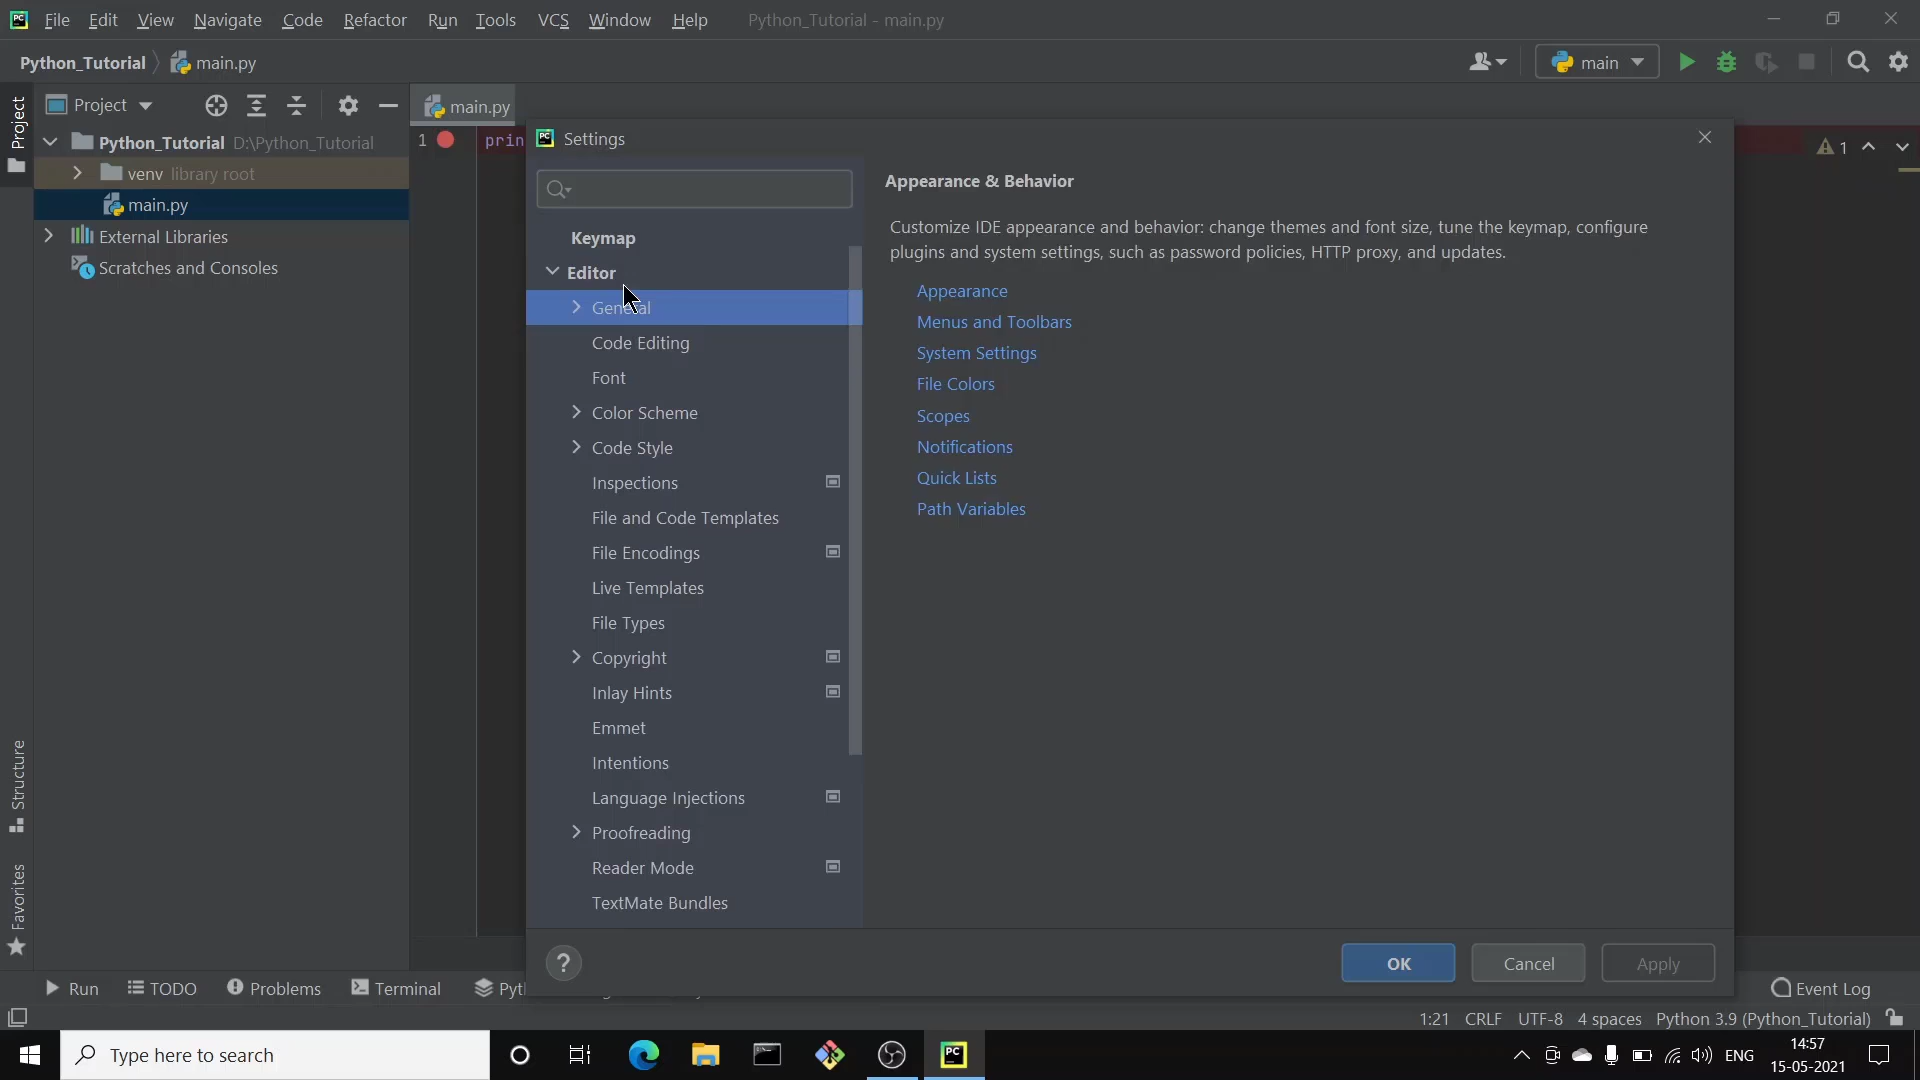 File Edit View Navigate Code Refactor Run Tools VCS Window Help Python_Tutorial - main.py
Python_Tutorial main.py
main
Project
Project
main.py
Python_Tutorial D:\Python_Tutorial
venv library root
main.py
External Libraries
Scratches and Consoles
1
prin
1
Settings
Keymap
Editor
General
Code Editing
Font
Color Scheme
Code Style
Inspections
File and Code Templates
File Encodings
Live Templates
File Types
Copyright
Inlay Hints
Emmet
Intentions
Language Injections
Proofreading
Reader Mode
TextMate Bundles
Appearance & Behavior
Customize IDE appearance and behavior: change themes and font size, tune the keymap, configure
plugins and system settings, such as password policies, HTTP proxy, and updates.
Appearance
Menus and Toolbars
System Settings
File Colors
Scopes
Notifications
Quick Lists
Path Variables
?
OK Cancel Apply
Structure
Favorites
Run TODO Problems Terminal Pyt
Event Log
1:21 CRLF UTF-8 4 spaces Python 3.9 (Python_Tutorial)
Type here to search
ENG
14:57
15-05-2021